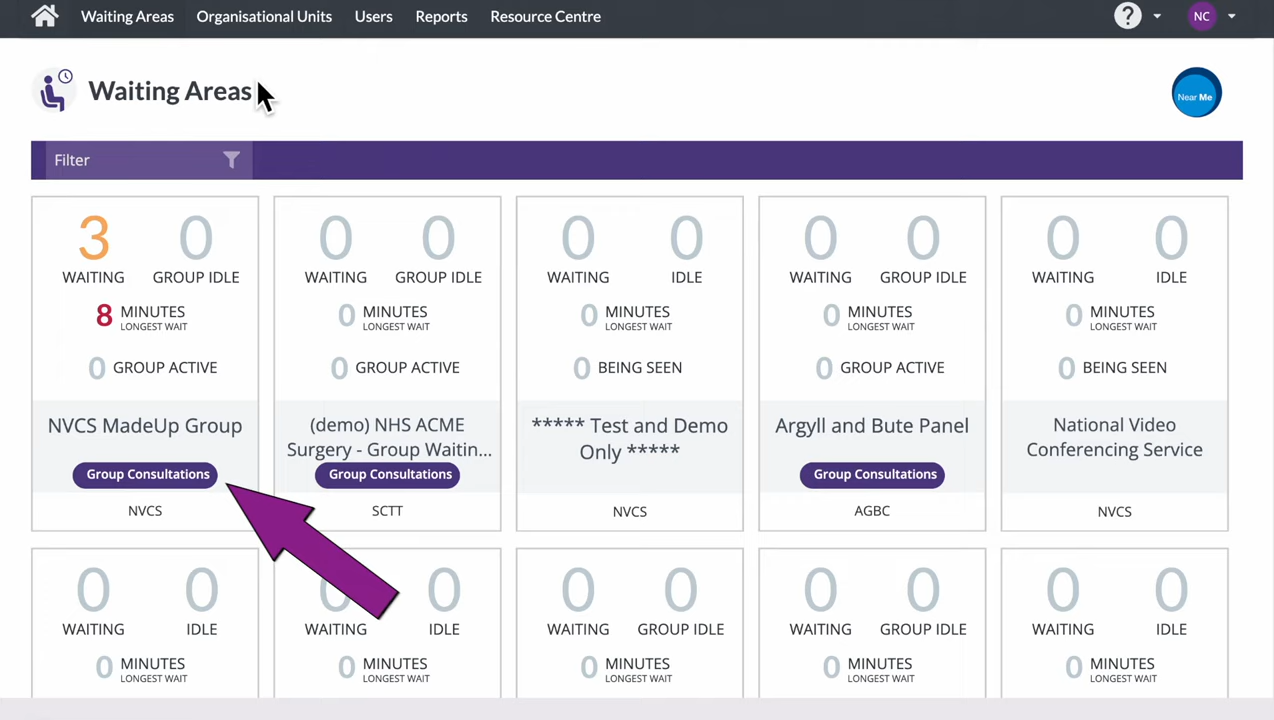 Waiting Areas Organisational Units Users Reports Resource Centre ? NC
Waiting Areas
Near Me
Filter
3 0 0 0 0 0 0 0 0 0
WAITING GROUP IDLE WAITING GROUP IDLE WAITING IDLE WAITING GROUP IDLE WAITING IDLE
8 MINUTES 0 MINUTES 0 MINUTES 0 MINUTES 0 MINUTES
LONGEST WAIT LONGEST WAIT LONGEST WAIT LONGEST WAIT LONGEST WAIT
0 GROUP ACTIVE 0 GROUP ACTIVE 0 BEING SEEN 0 GROUP ACTIVE 0 BEING SEEN
NVCS MadeUp Group (demo) NHS ACME ***** Test and Demo Argyll and Bute Panel National Video
Surgery - Group Waitin... Only ***** Conferencing Service
Group Consultations Group Consultations Group Consultations
NVCS SCTT NVCS AGBC NVCS
0 0 0 0 0 0 0 0 0 0
WAITING IDLE WAITING IDLE WAITING GROUP IDLE WAITING GROUP IDLE WAITING IDLE
0 MINUTES 0 MINUTES 0 MINUTES 0 MINUTES 0 MINUTES
LONGEST WAIT LONGEST WAIT LONGEST WAIT LONGEST WAIT LONGEST WAIT